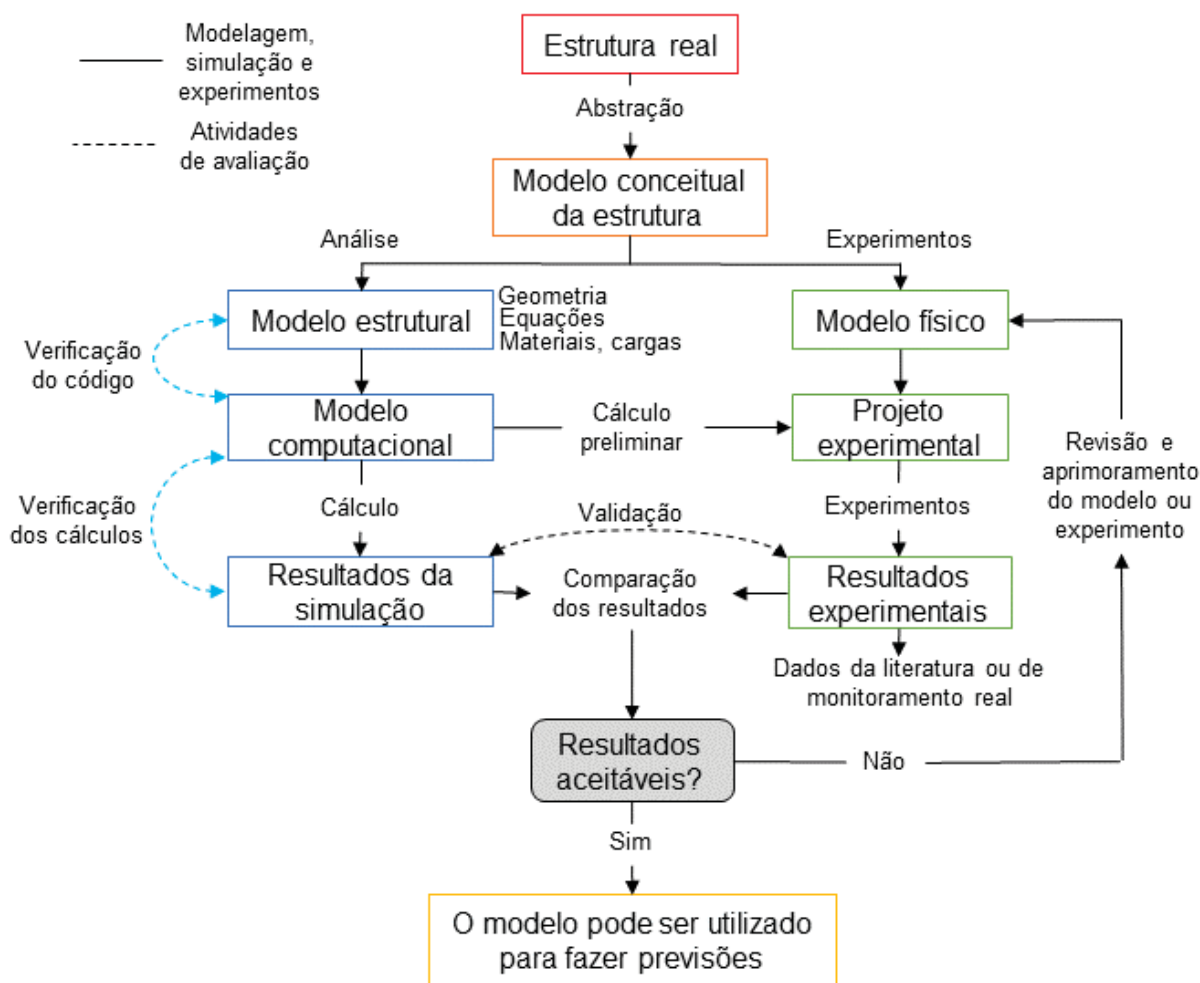 Modelagem,
simulação e
experimentos
Atividades
de avaliação
Estrutura real
Abstração
Modelo conceitual
da estrutura
Análise
Experimentos
Modelo estrutural
Geometria
Equações
Materiais, cargas
Modelo físico
Verificação
do código
Modelo
computacional
Cálculo
preliminar
Projeto
experimental
Revisão e
aprimoramento
do modelo ou
experimento
Verificação
dos cálculos
Cálculo
Validação
Experimentos
Resultados da
simulação
Comparação
dos resultados
Resultados
experimentais
Dados da literatura ou de
monitoramento real
Resultados
aceitáveis?
Não
Sim
O modelo pode ser utilizado
para fazer previsões